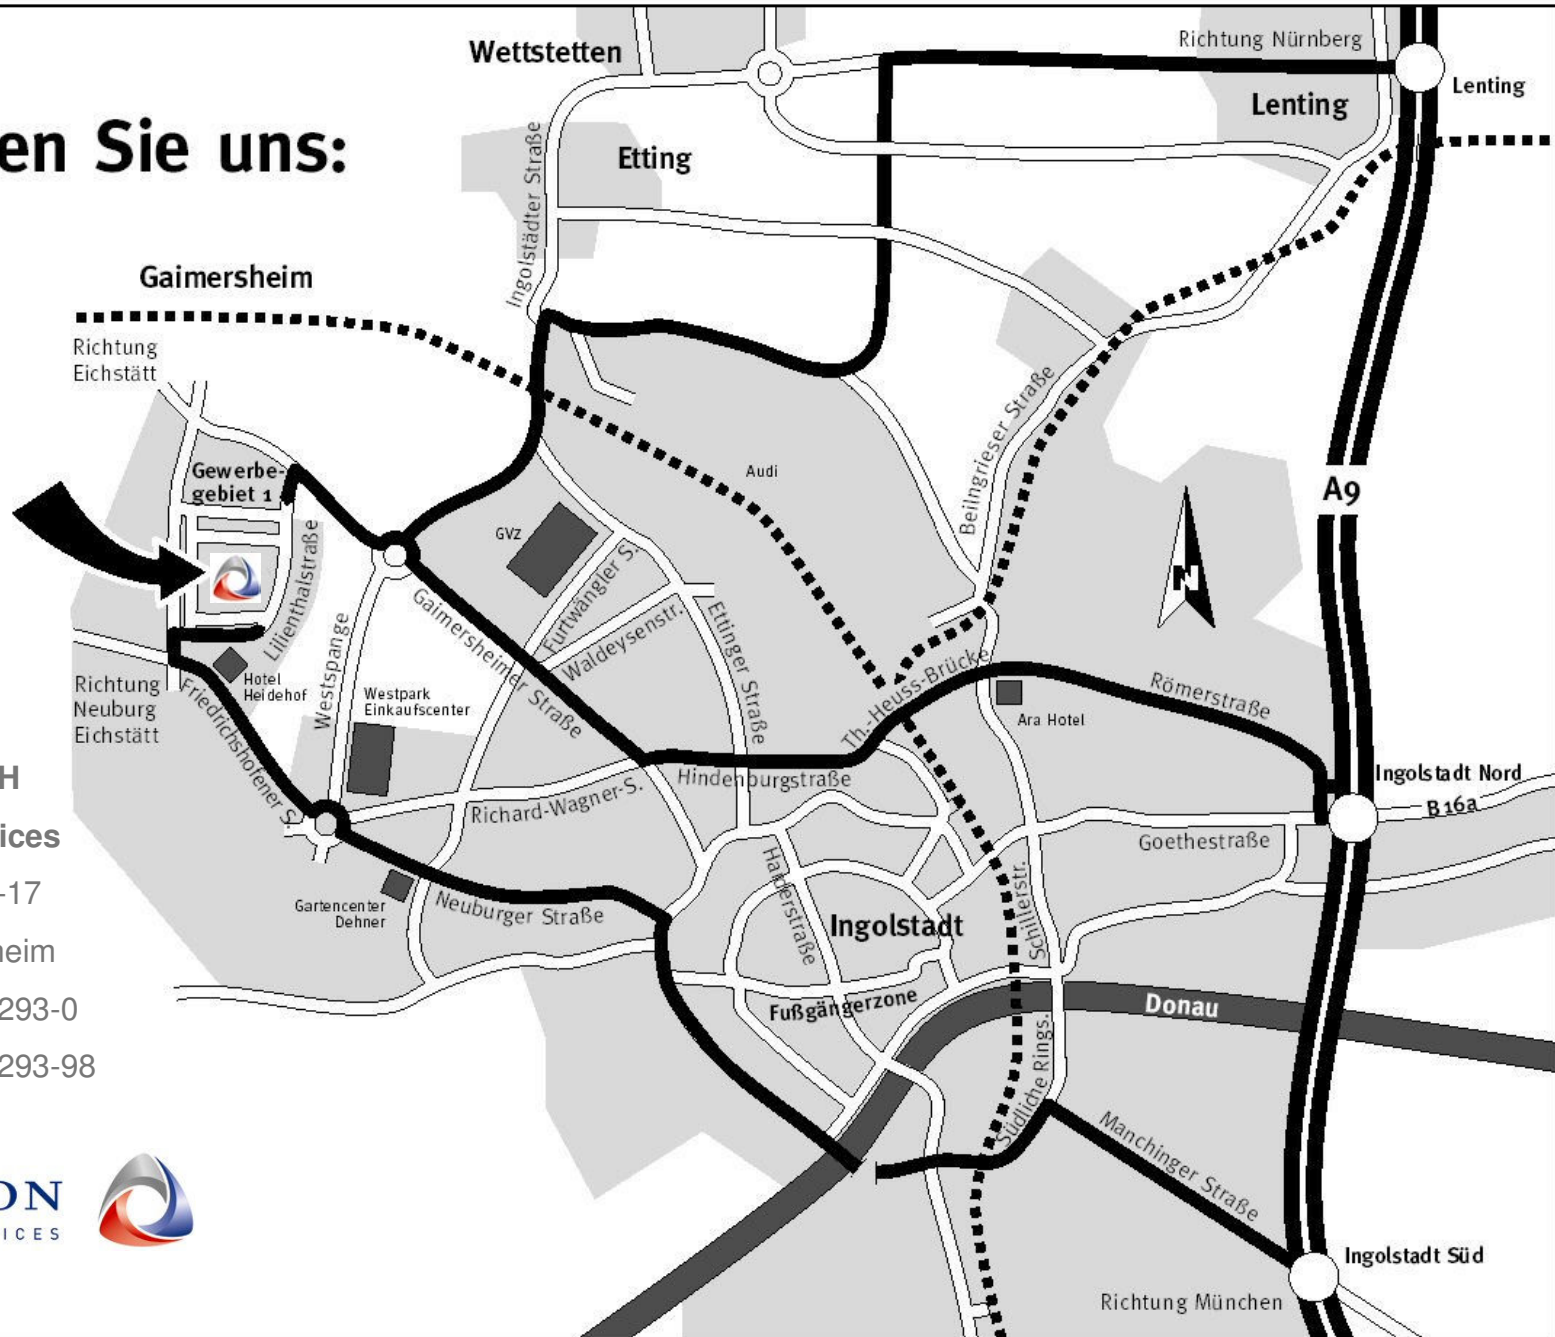 Wettstetten
Richtung Nürnberg
Lenting
Lenting
en Sie uns:
Etting
Ingolstädter Straße
Gaimersheim
Richtung
Eichstätt
Beilngrieser Straße
Audi
Gewerbe-
gebiet 1
A9
GVZ
N
Lilienthalstraße
Furtwängler S.
Waldeysenstr.
Gaimersheimer Straße
Ettinger Straße
Westspange
Hotel
Heidehof
Th.-Heuss-Brücke
Römerstraße
Richtung
Neuburg
Eichstätt
Westpark
Einkaufscenter
Ara Hotel
Friedrichshofener S.
H
Hindenburgstraße
Ingolstadt Nord
B 16a
Richard-Wagner-S.
ices
Goethestraße
-17
Gartencenter
Dehner
Neuburger Straße
Harderstraße
Ingolstadt
Schillerstr.
heim
293-0
Fußgängerzone
Donau
293-98
Südliche Rings.
Manchinger Straße
ON
ICES
Ingolstadt Süd
Richtung München